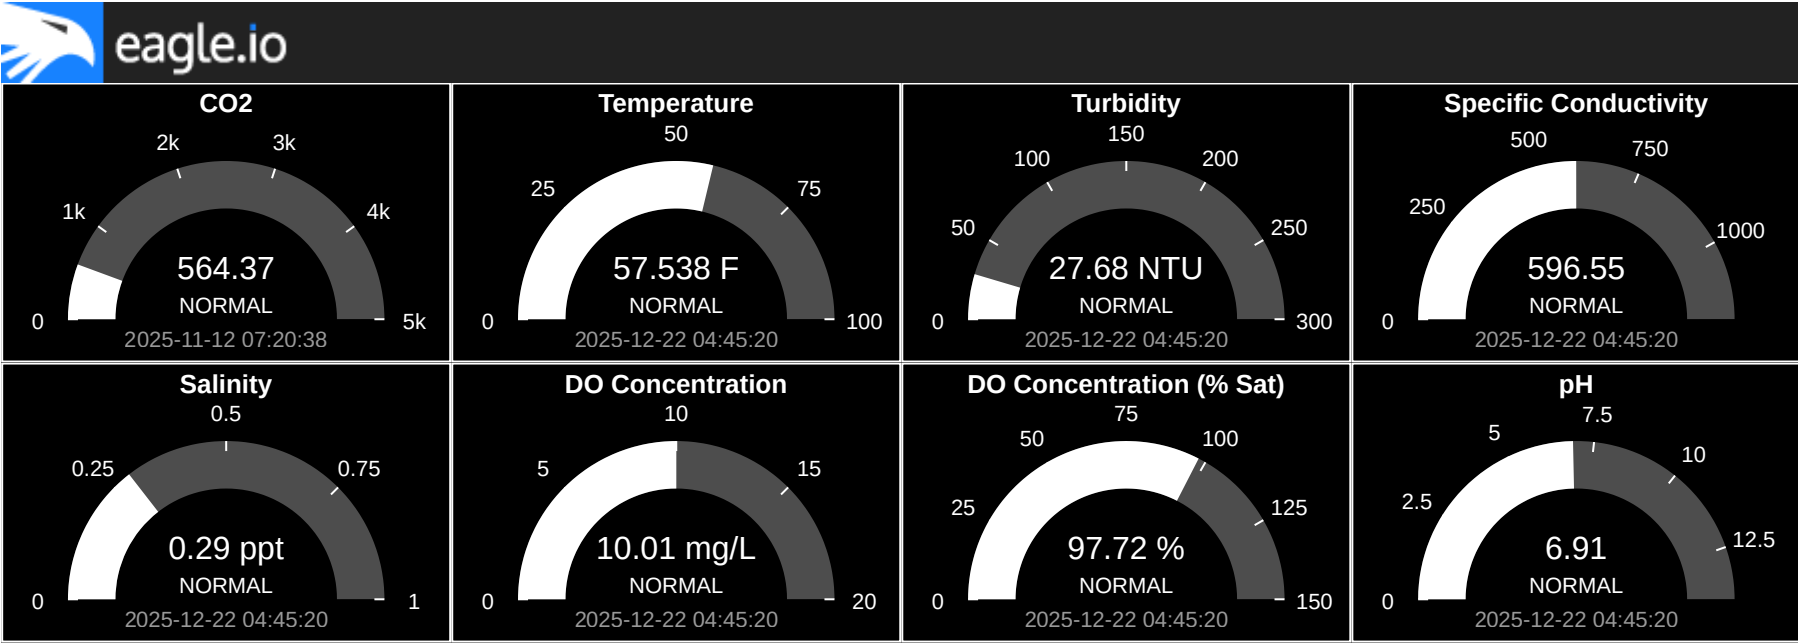 eagle.io
CO2
0
1k
2k
3k
4k
5k
564.37
NORMAL
2025-11-12 07:20:38
Temperature
0
25
50
75
100
57.538 F
NORMAL
2025-12-22 04:45:20
Turbidity
0
50
100
150
200
250
300
27.68 NTU
NORMAL
2025-12-22 04:45:20
Specific Conductivity
0
250
500
750
1000
596.55
NORMAL
2025-12-22 04:45:20
Salinity
0
0.25
0.5
0.75
1
0.29 ppt
NORMAL
2025-12-22 04:45:20
DO Concentration
0
5
10
15
20
10.01 mg/L
NORMAL
2025-12-22 04:45:20
DO Concentration (% Sat)
0
25
50
75
100
125
150
97.72 %
NORMAL
2025-12-22 04:45:20
pH
0
2.5
5
7.5
10
12.5
6.91
NORMAL
2025-12-22 04:45:20